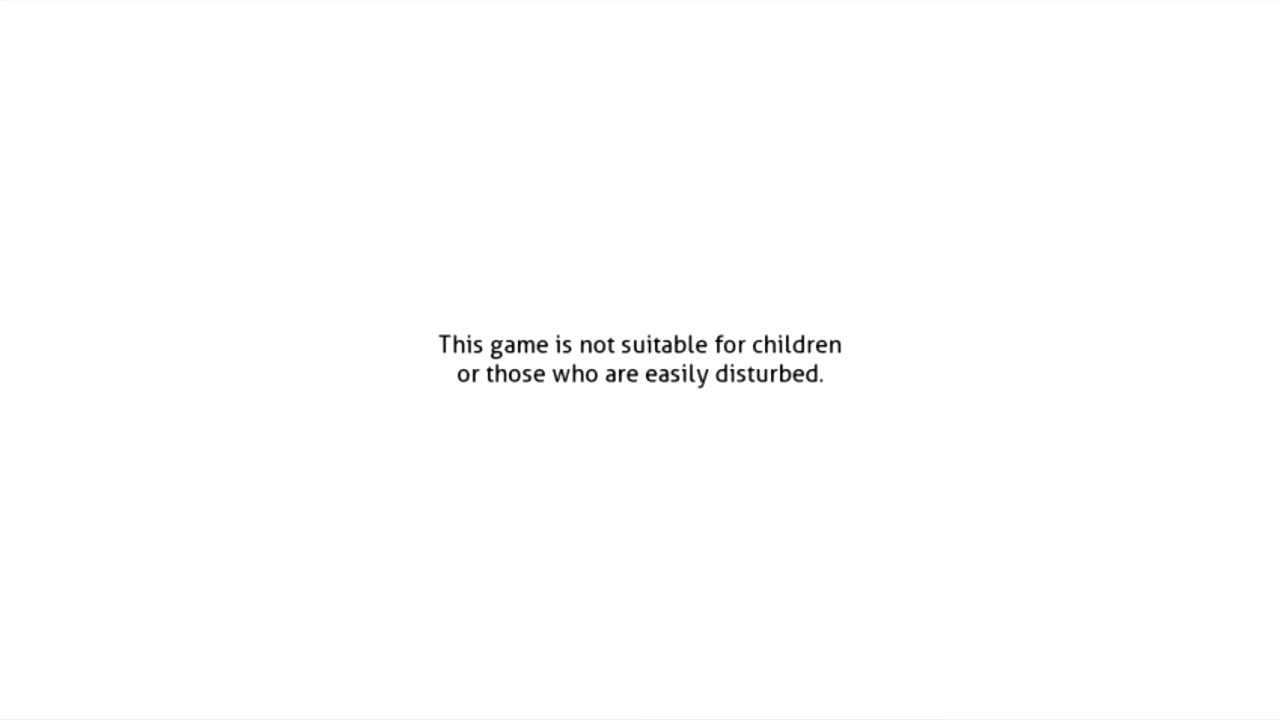 This game is not suitable for children
or those who are easily disturbed.